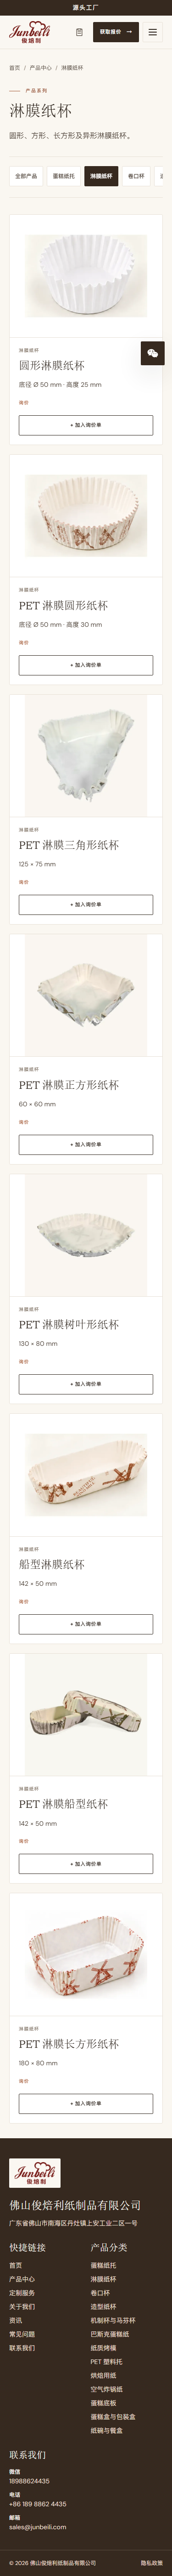 源头工厂
Junbeili
俊焙制
获取报价 →
首页 / 产品中心 / 淋膜纸杯
产品系列
淋膜纸杯
圆形、方形、长方形及异形淋膜纸杯。
全部产品
蛋糕纸托
淋膜纸杯
卷口杯
淋膜纸杯
圆形淋膜纸杯
底径 Ø 50 mm · 高度 25 mm
询价
+ 加入询价单
淋膜纸杯
PET 淋膜圆形纸杯
底径 Ø 50 mm · 高度 30 mm
询价
+ 加入询价单
淋膜纸杯
PET 淋膜三角形纸杯
125 × 75 mm
询价
+ 加入询价单
淋膜纸杯
PET 淋膜正方形纸杯
60 × 60 mm
询价
+ 加入询价单
淋膜纸杯
PET 淋膜树叶形纸杯
130 × 80 mm
询价
+ 加入询价单
淋膜纸杯
船型淋膜纸杯
142 × 50 mm
询价
+ 加入询价单
淋膜纸杯
PET 淋膜船型纸杯
142 × 50 mm
询价
+ 加入询价单
淋膜纸杯
PET 淋膜长方形纸杯
180 × 80 mm
询价
+ 加入询价单
Junbeili
俊焙制
佛山俊焙利纸制品有限公司
广东省佛山市南海区丹灶镇上安工业二区一号
快捷链接
首页
产品中心
定制服务
关于我们
资讯
常见问题
联系我们
产品分类
蛋糕纸托
淋膜纸杯
卷口杯
造型纸杯
机制杯与马芬杯
巴斯克蛋糕纸
纸质烤模
PET 塑料托
烘焙用纸
空气炸锅纸
蛋糕底板
蛋糕盒与包装盒
纸碗与餐盒
联系我们
微信
18988624435
电话
+86 189 8862 4435
邮箱
sales@junbeili.com
© 2026 佛山俊焙利纸制品有限公司
隐私政策